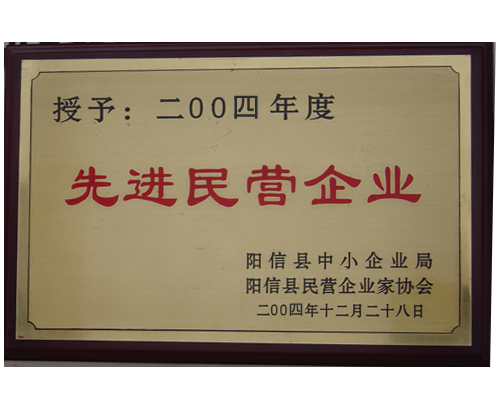 授予：二00四年度
先进民营企业
阳信县中小企业局
阳信县民营企业家协会
二00四年十二月二十八日